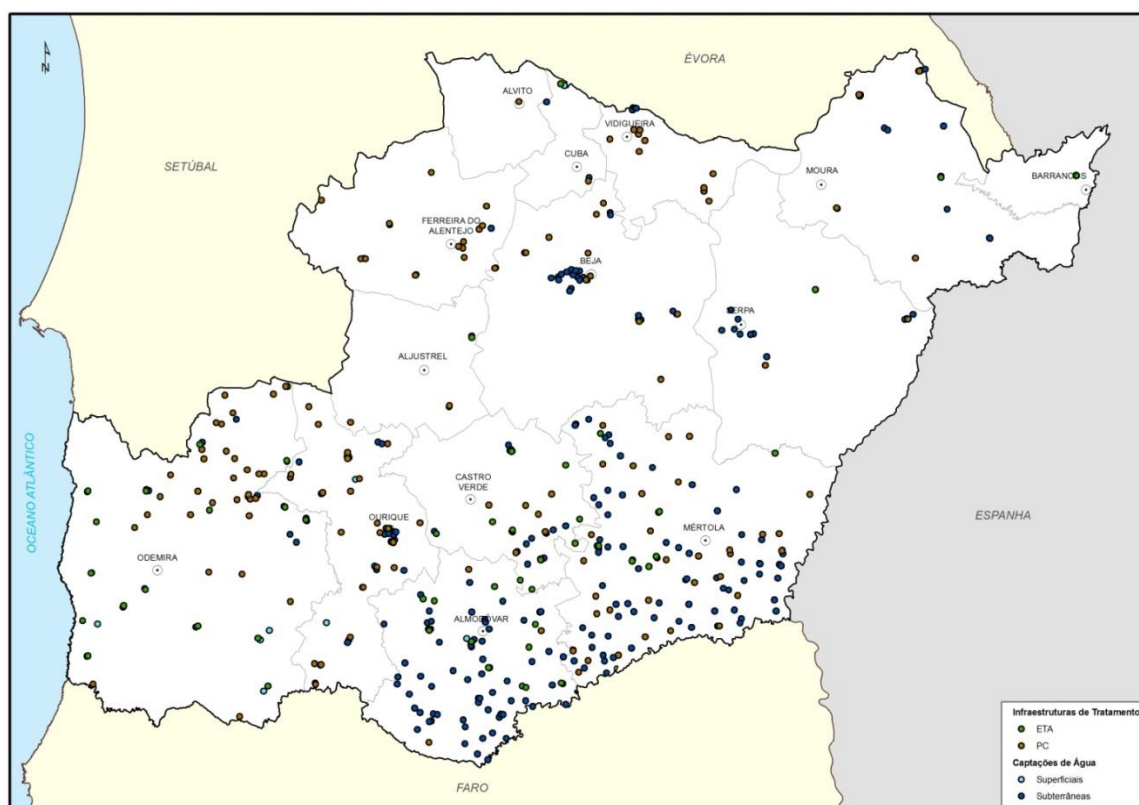 ÉVORA
ALVITO
VIDIGUEIRA
CUBA
SETÚBAL
MOURA
BARRANCOS
FERREIRA DO
ALENTEJO
BEJA
SERPA
ALJUSTREL
OCEANO ATLÂNTICO
CASTRO
VERDE
OURIQUE
ESPANHA
MÉRTOLA
ODEMIRA
ALMODÔVAR
FARO
Infraestruturas de Tratamento
ETA
PC
Captações de Água
Superficiais
Subterrâneas